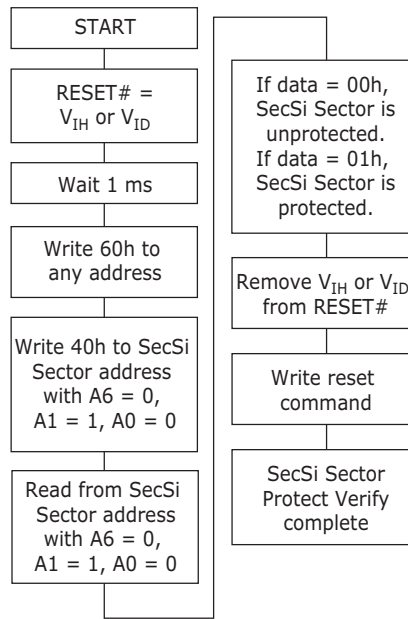 START
RESET# =
V_IH or V_ID
Wait 1 ms
Write 60h to
any address
Write 40h to SecSi
Sector address
with A6 = 0,
A1 = 1, A0 = 0
Read from SecSi
Sector address
with A6 = 0,
A1 = 1, A0 = 0
If data = 00h,
SecSi Sector is
unprotected.
If data = 01h,
SecSi Sector is
protected.
Remove V_IH or V_ID
from RESET#
Write reset
command
SecSi Sector
Protect Verify
complete